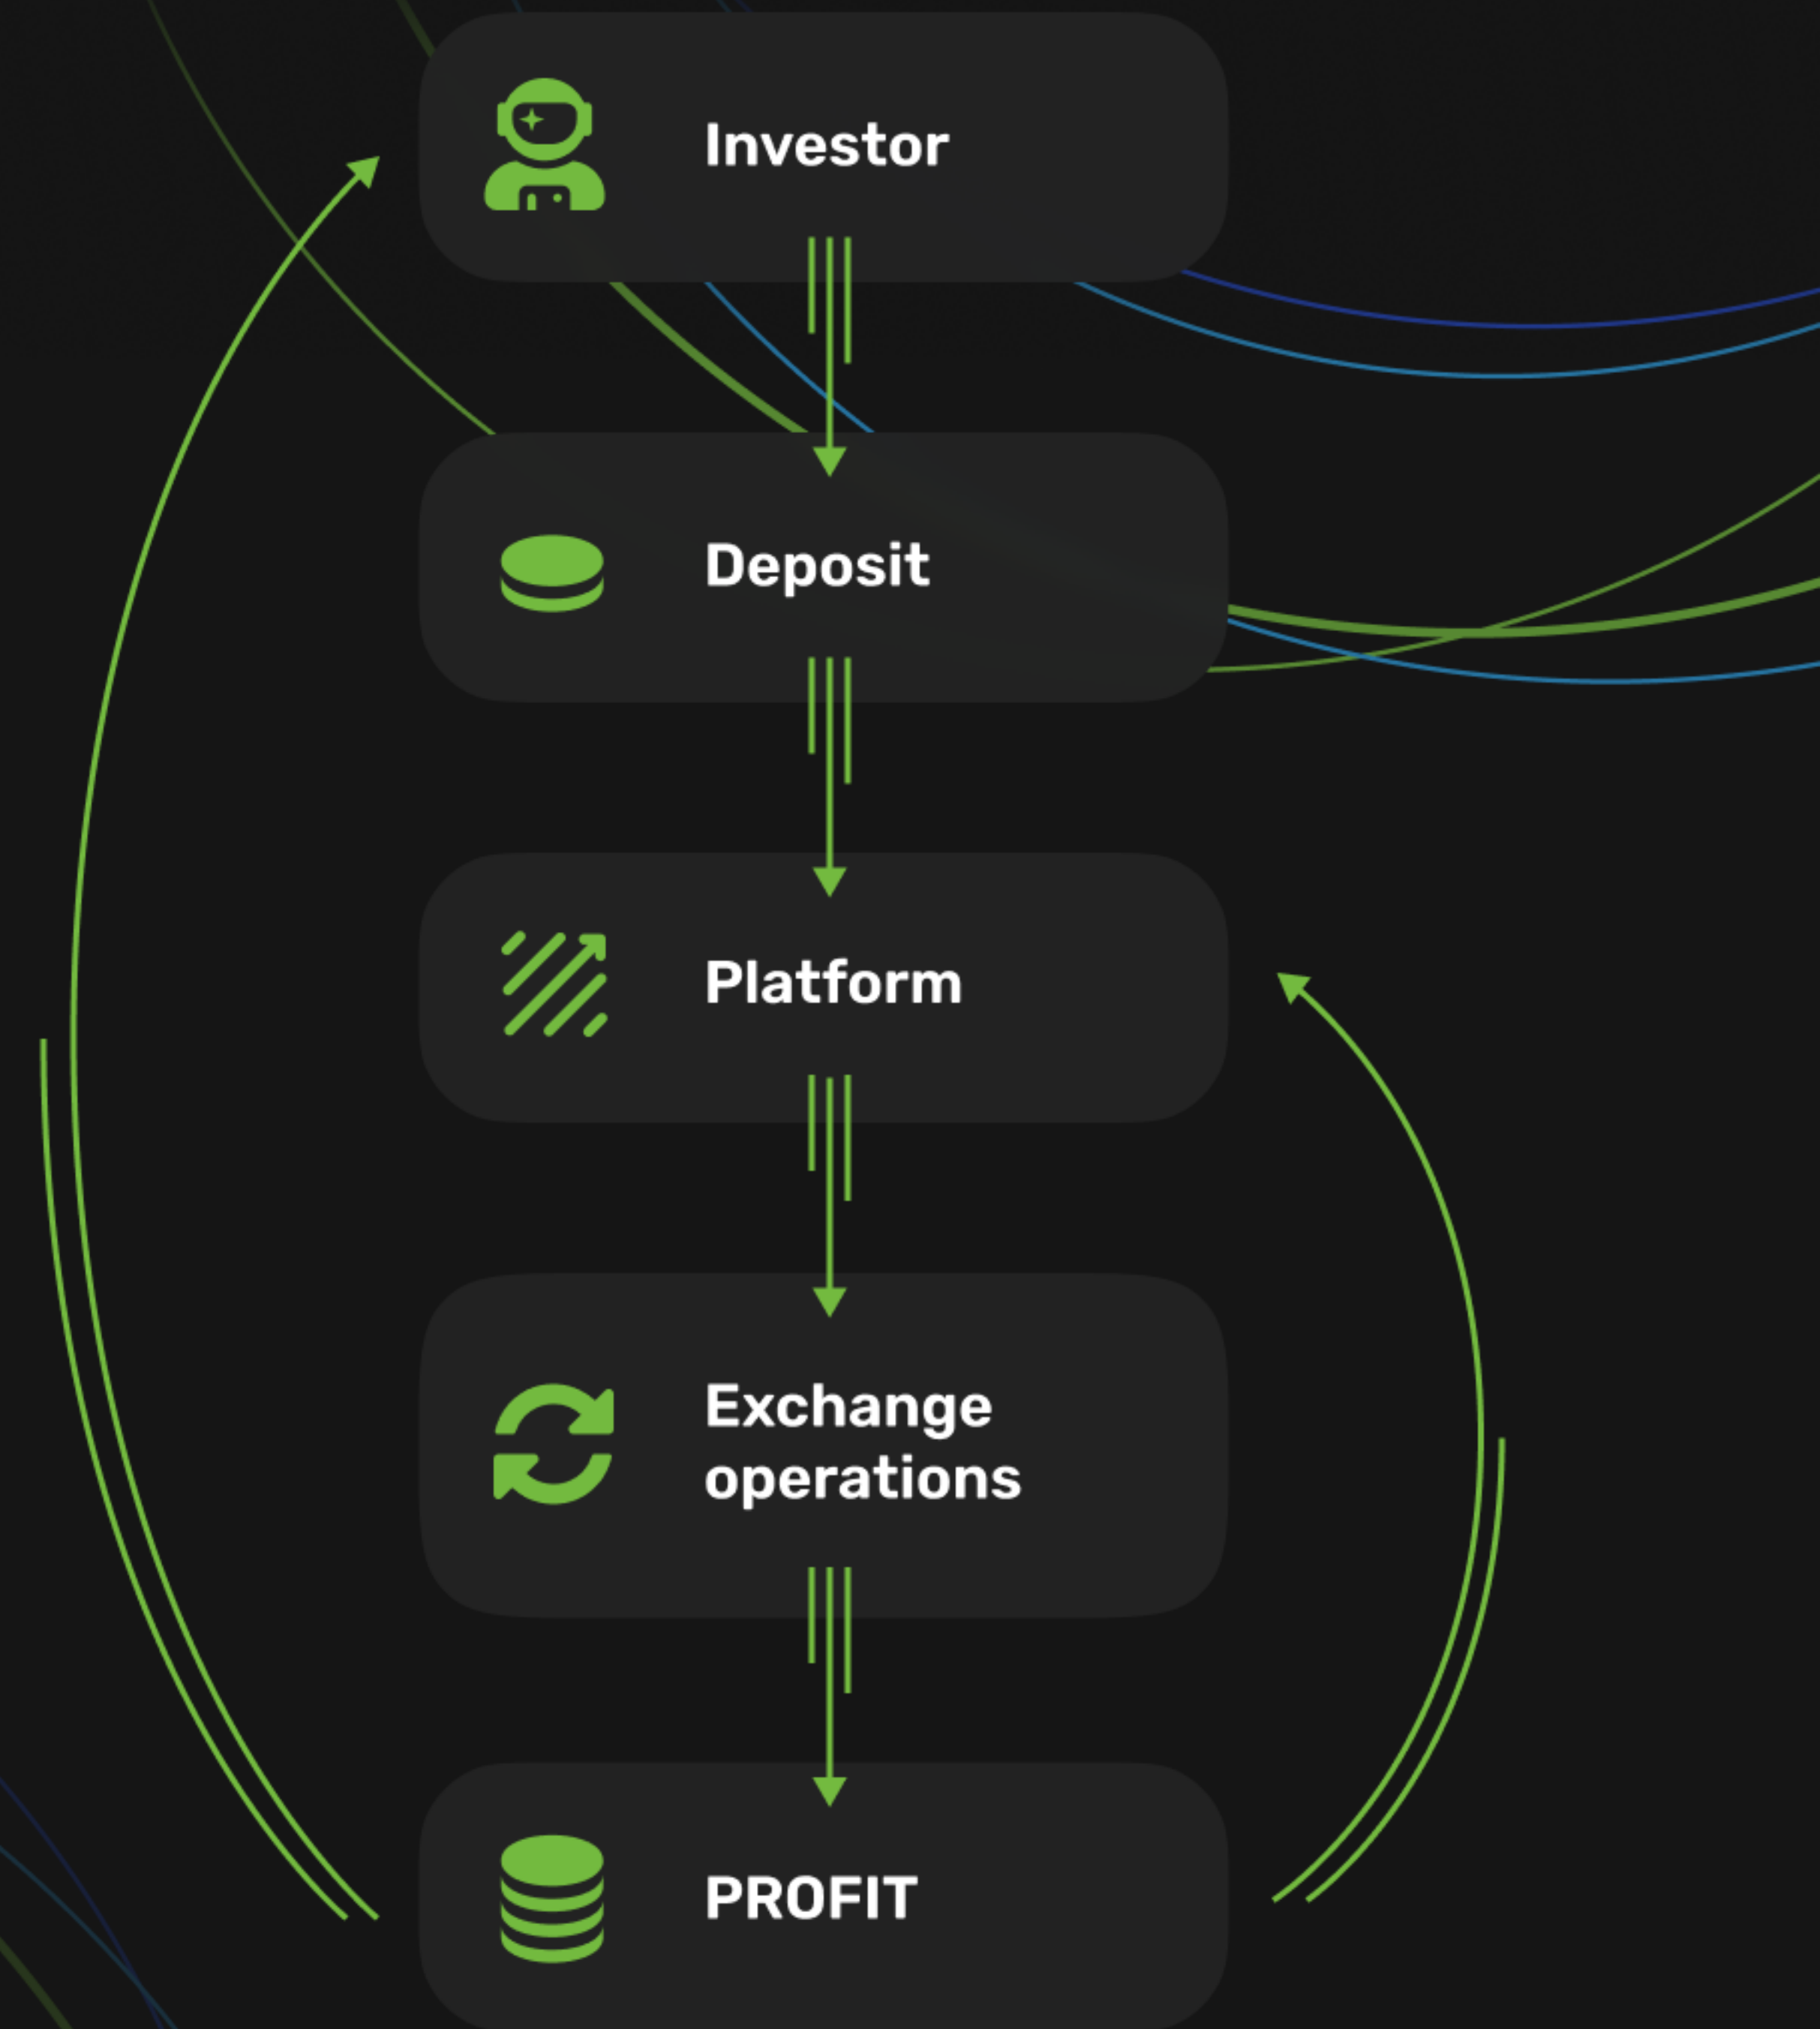 Investor
Deposit
Platform
Exchange
operations
PROFIT